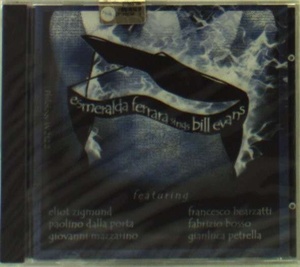 esmeralda ferrara sings bill evans
featuring
eliot zigmund
francesco bearzatti
paolino dalla porta
fabrizio bosso
giovanni mazzarino
gianluca petrella